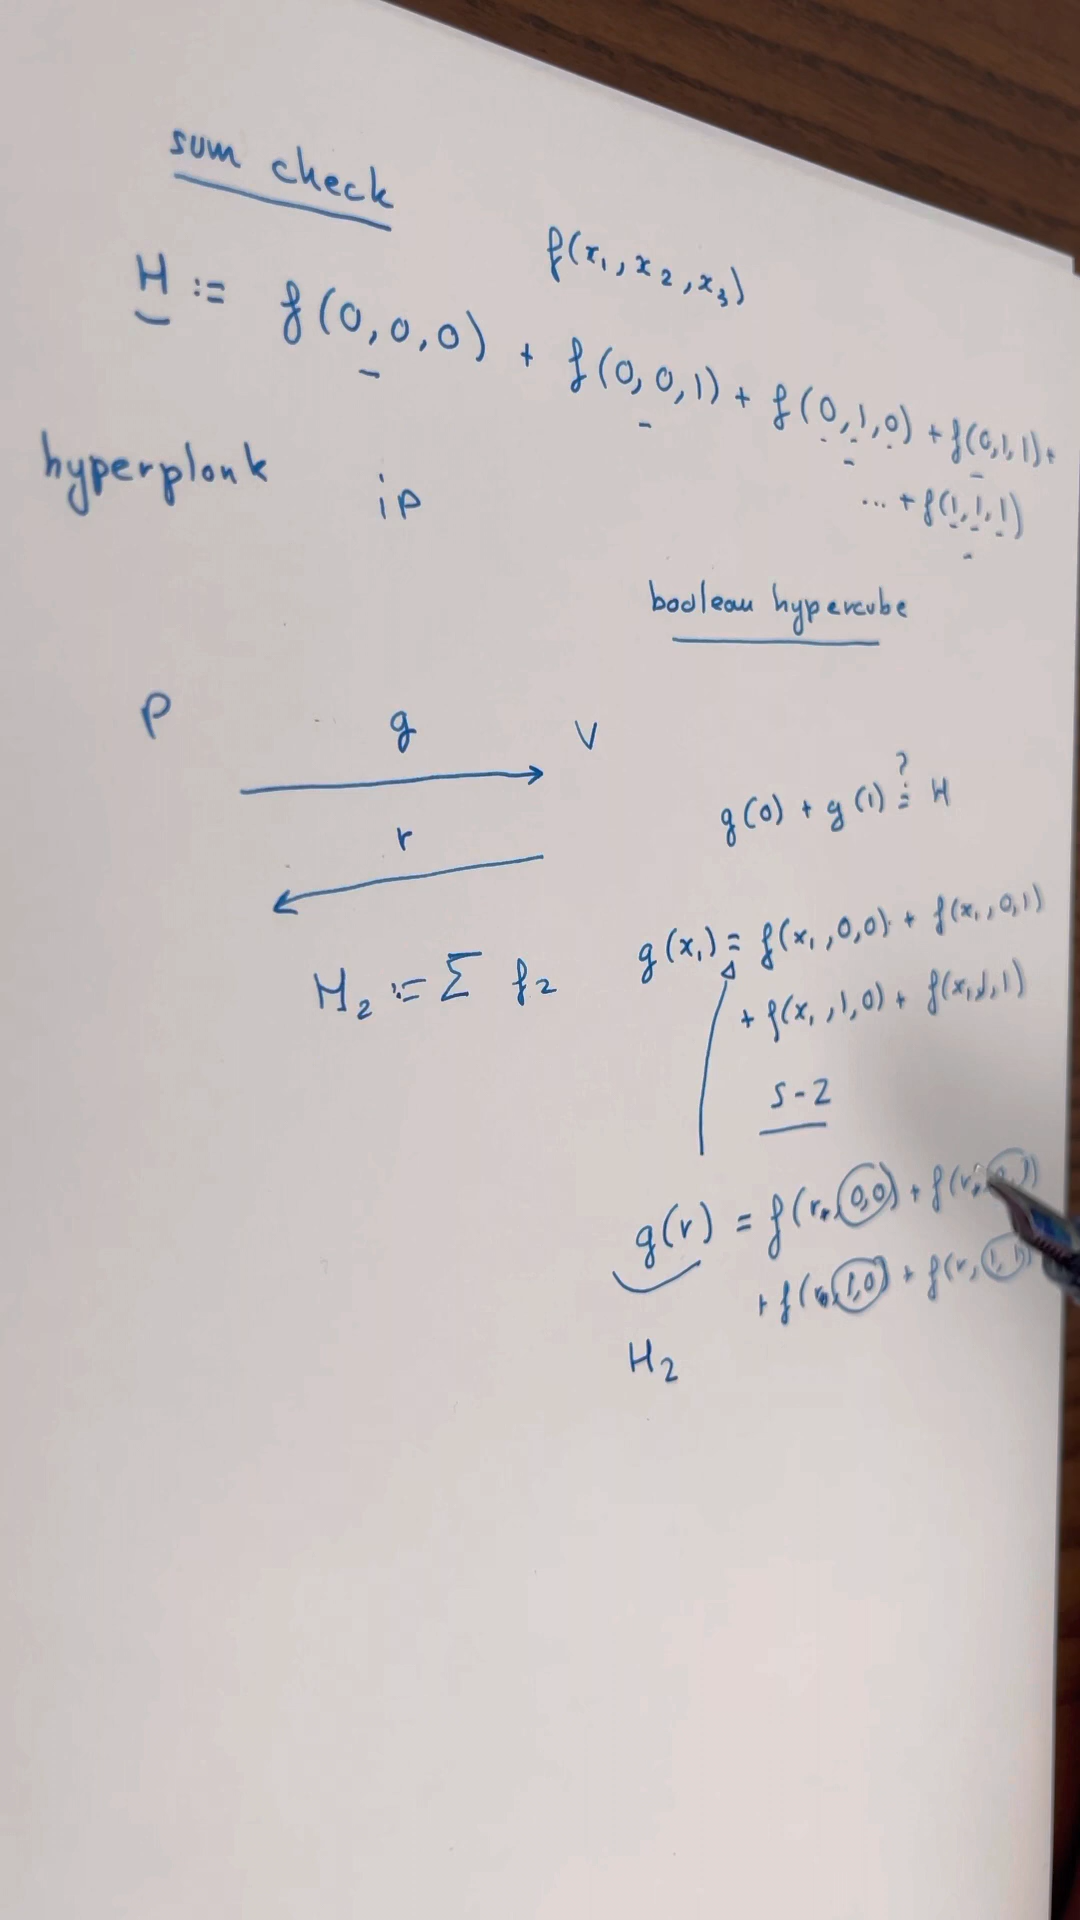 sum check
f(x₁, x₂, x₃)
H := f(0,0,0) + f(0,0,1) + f(0,1,0) + f(0,1,1) +
... + f(1,1,1)
hyperplonk
ip
boolean hypercube
P g V
r
g(0) + g(1) ≟ H
g(x₁) = f(x₁,0,0) + f(x₁,0,1)
+ f(x₁,1,0) + f(x₁,1,1)
H₂ := Σ f₂
S-Z
g(r) = f(r,0,0) + f(r,
+ f(r,1,0) + f(r,1,1)
H₂